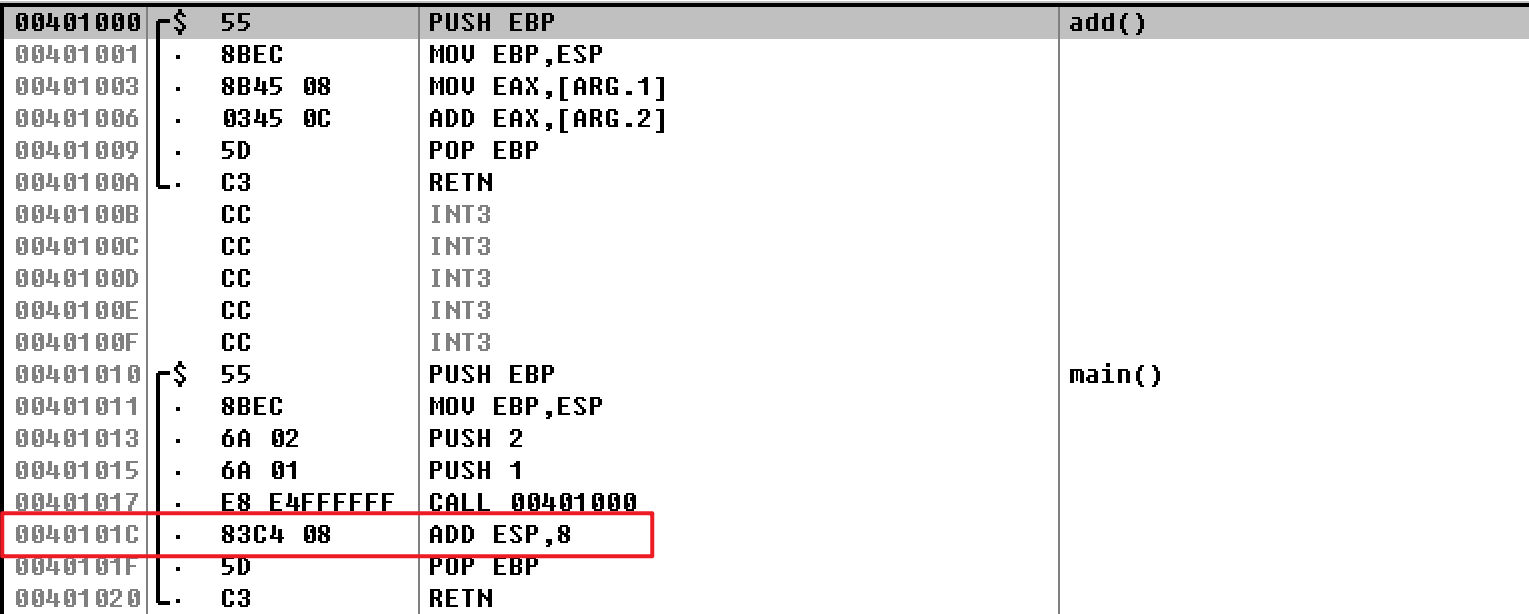 00401000 $ 55 PUSH EBP add()
00401001 . 8BEC MOV EBP,ESP
00401003 . 8B45 08 MOV EAX,[ARG.1]
00401006 . 0345 0C ADD EAX,[ARG.2]
00401009 . 5D POP EBP
0040100A . C3 RETN
0040100B CC INT3
0040100C CC INT3
0040100D CC INT3
0040100E CC INT3
0040100F CC INT3
00401010 $ 55 PUSH EBP main()
00401011 . 8BEC MOV EBP,ESP
00401013 . 6A 02 PUSH 2
00401015 . 6A 01 PUSH 1
00401017 . E8 E4FFFFFF CALL 00401000
0040101C . 83C4 08 ADD ESP,8
0040101F . 5D POP EBP
00401020 . C3 RETN